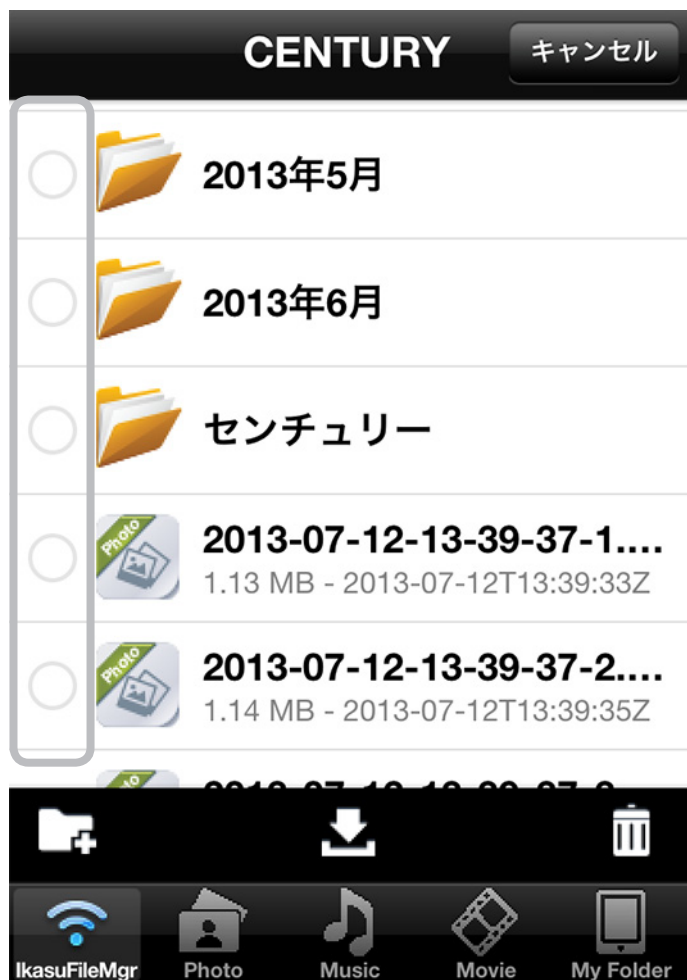 CENTURY
キャンセル
2013年5月
2013年6月
センチュリー
Photo
2013-07-12-13-39-37-1....
1.13 MB - 2013-07-12T13:39:33Z
Photo
2013-07-12-13-39-37-2....
1.14 MB - 2013-07-12T13:39:35Z
IkasuFileMgr
Photo
Music
Movie
My Folder